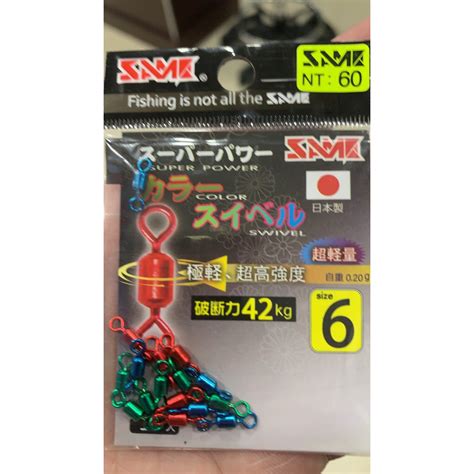 SAME®
SAME
NT: 60
Fishing is not all the SAME
スーパーパワー
SUPER POWER
SAME
カラー
COLOR
スイベル
SWIVEL
日本製
超軽量
自重 0.20g
極軽、超高強度
破断力42kg
size
6